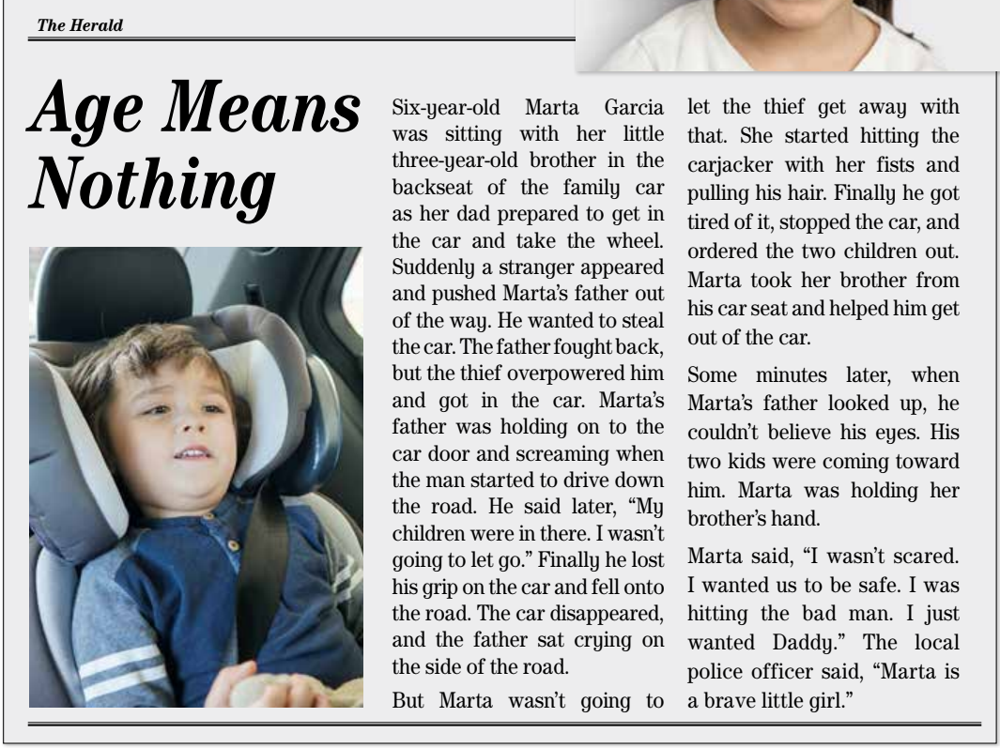 The Herald
Age Means
Nothing
Six-year-old Marta Garcia
was sitting with her little
three-year-old brother in the
backseat of the family car
as her dad prepared to get in
the car and take the wheel.
Suddenly a stranger appeared
and pushed Marta's father out
of the way. He wanted to steal
the car. The father fought back,
but the thief overpowered him
and got in the car. Marta's
father was holding on to the
car door and screaming when
the man started to drive down
the road. He said later, “My
children were in there. I wasn't
going to let go.” Finally he lost
his grip on the car and fell onto
the road. The car disappeared,
and the father sat crying on
the side of the road.
But Marta wasn't going to
let the thief get away with
that. She started hitting the
carjacker with her fists and
pulling his hair. Finally he got
tired of it, stopped the car, and
ordered the two children out.
Marta took her brother from
his car seat and helped him get
out of the car.
Some minutes later, when
Marta's father looked up, he
couldn't believe his eyes. His
two kids were coming toward
him. Marta was holding her
brother's hand.
Marta said, “I wasn't scared.
I wanted us to be safe. I was
hitting the bad man. I just
wanted Daddy.” The local
police officer said, “Marta is
a brave little girl.”